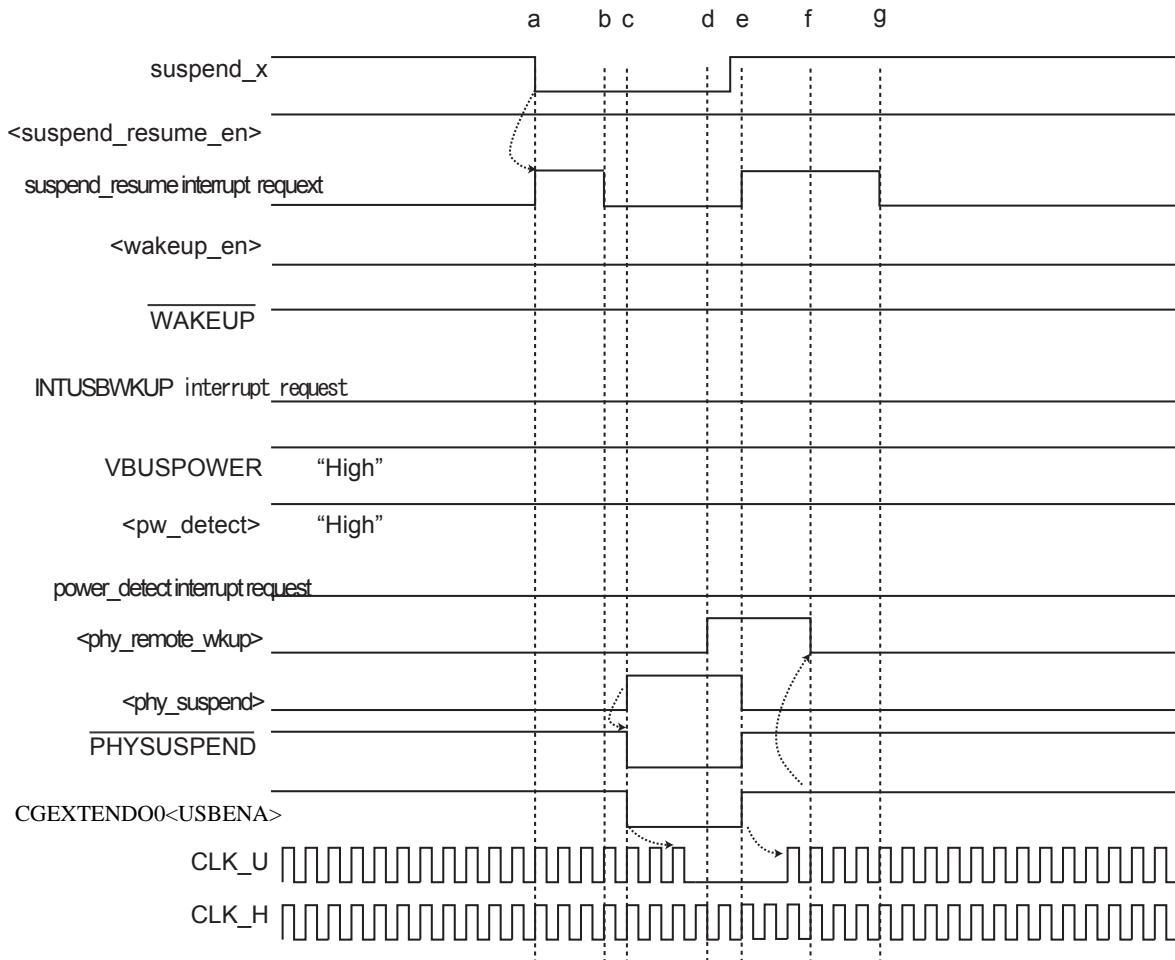 a b c d e f g
suspend_x
<suspend_resume_en>
suspend_resume interrupt requext
<wakeup_en>
WAKEUP
INTUSBWKUP interrupt request
VBUSPOWER “High”
<pw_detect> “High”
power_detect interrupt request
<phy_remote_wkup>
<phy_suspend>
PHYSUSPEND
CGEXTENDO0<USBENA>
CLK_U
CLK_H